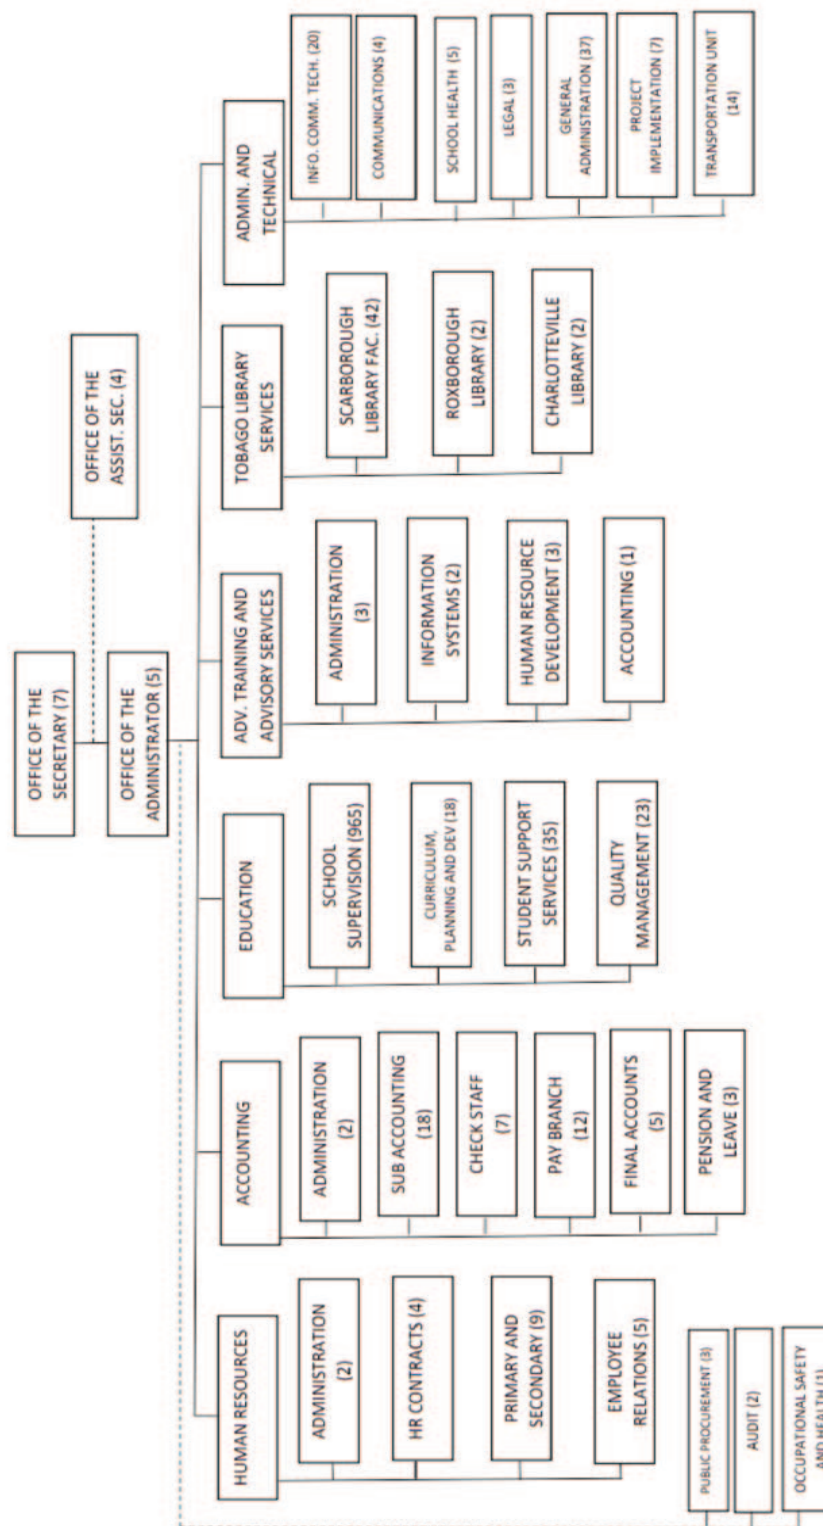 OFFICE OF THE
SECRETARY (7)
OFFICE OF THE
ASSIST. SEC. (4)
OFFICE OF THE
ADMINISTRATOR (5)
HUMAN RESOURCES
ADMINISTRATION
(2)
HR CONTRACTS (4)
PRIMARY AND
SECONDARY (9)
EMPLOYEE
RELATIONS (5)
PUBLIC PROCUREMENT (3)
AUDIT (2)
OCCUPATIONAL SAFETY
AND HEALTH (1)
ACCOUNTING
ADMINISTRATION
(2)
SUB ACCOUNTING
(18)
CHECK STAFF
(7)
PAY BRANCH
(12)
FINAL ACCOUNTS
(5)
PENSION AND
LEAVE (3)
EDUCATION
SCHOOL
SUPERVISION (965)
CURRICULUM,
PLANNING AND DEV (18)
STUDENT SUPPORT
SERVICES (35)
QUALITY
MANAGEMENT (23)
ADV. TRAINING AND
ADVISORY SERVICES
ADMINISTRATION
(3)
INFORMATION
SYSTEMS (2)
HUMAN RESOURCE
DEVELOPMENT (3)
ACCOUNTING (1)
TOBAGO LIBRARY
SERVICES
SCARBOROUGH
LIBRARY FAC. (42)
ROXBOROUGH
LIBRARY (2)
CHARLOTTEVILLE
LIBRARY (2)
ADMIN. AND
TECHNICAL
INFO. COMM. TECH. (20)
COMMUNICATIONS (4)
SCHOOL HEALTH (5)
LEGAL (3)
GENERAL
ADMINISTRATION (37)
PROJECT
IMPLEMENTATION (7)
TRANSPORTATION UNIT
(14)